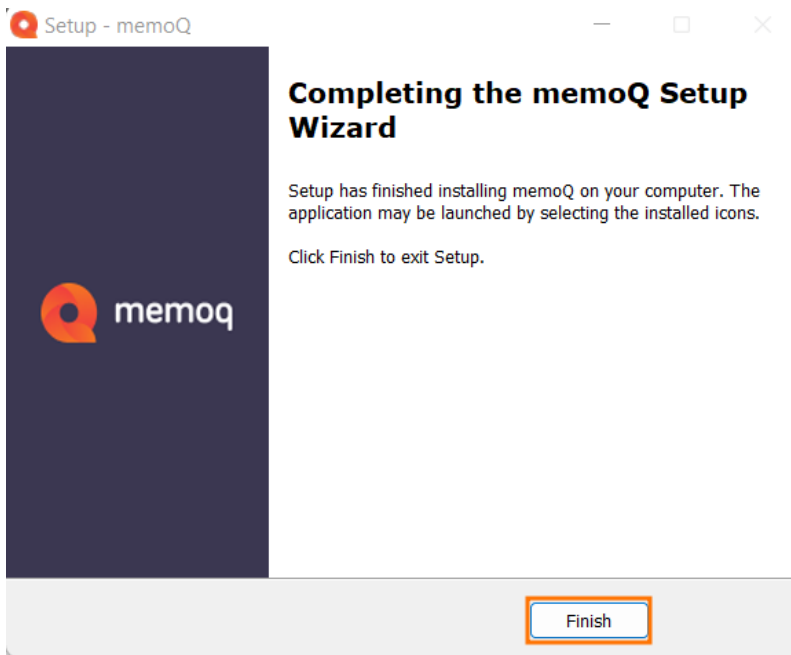 Setup - memoQ
Completing the memoQ Setup
Wizard
Setup has finished installing memoQ on your computer. The
application may be launched by selecting the installed icons.
Click Finish to exit Setup.
memoq
Finish